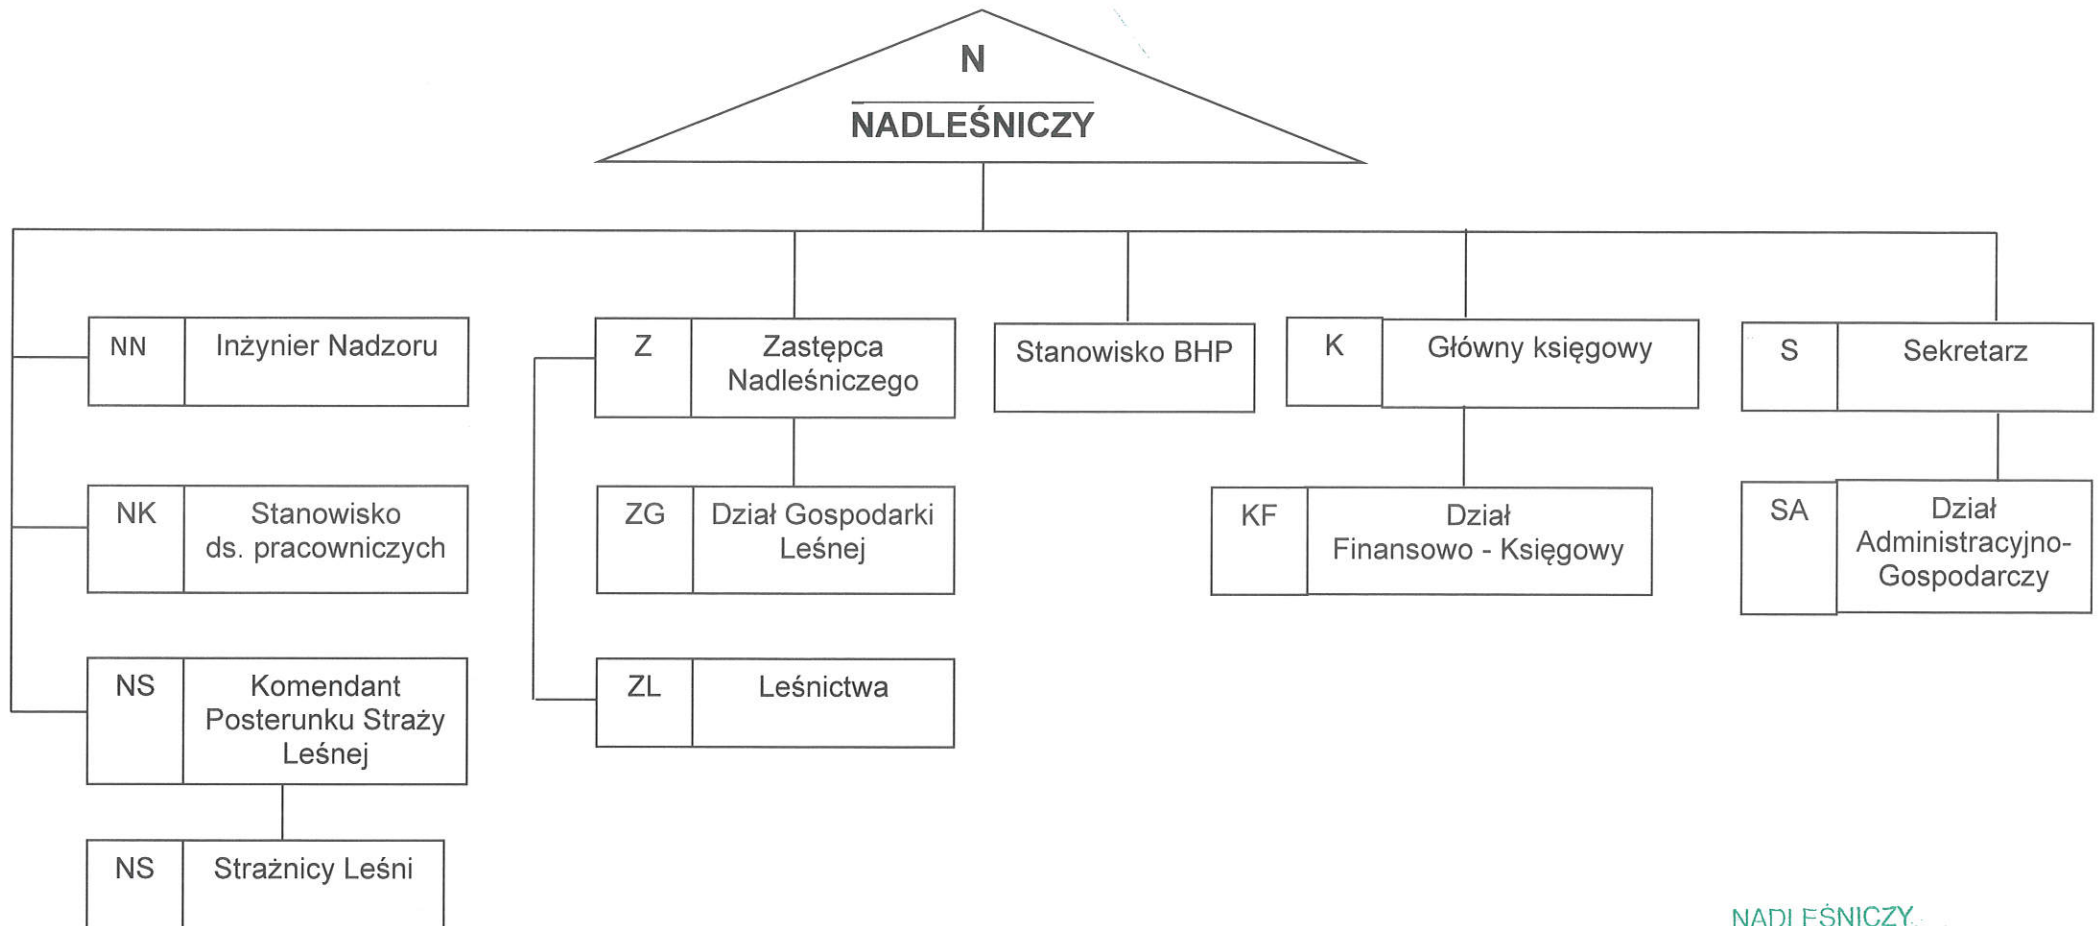 N
NADLEŚNICZY
NN
Inżynier Nadzoru
Z
Zastępca
Nadleśniczego
Stanowisko BHP
K
Główny księgowy
S
Sekretarz
NK
Stanowisko
ds. pracowniczych
ZG
Dział Gospodarki
Leśnej
KF
Dział
Finansowo - Księgowy
SA
Dział
Administracyjno-
Gospodarczy
NS
Komendant
Posterunku Straży
Leśnej
ZL
Leśnictwa
NS
Strażnicy Leśni
NADLEŚNICZY